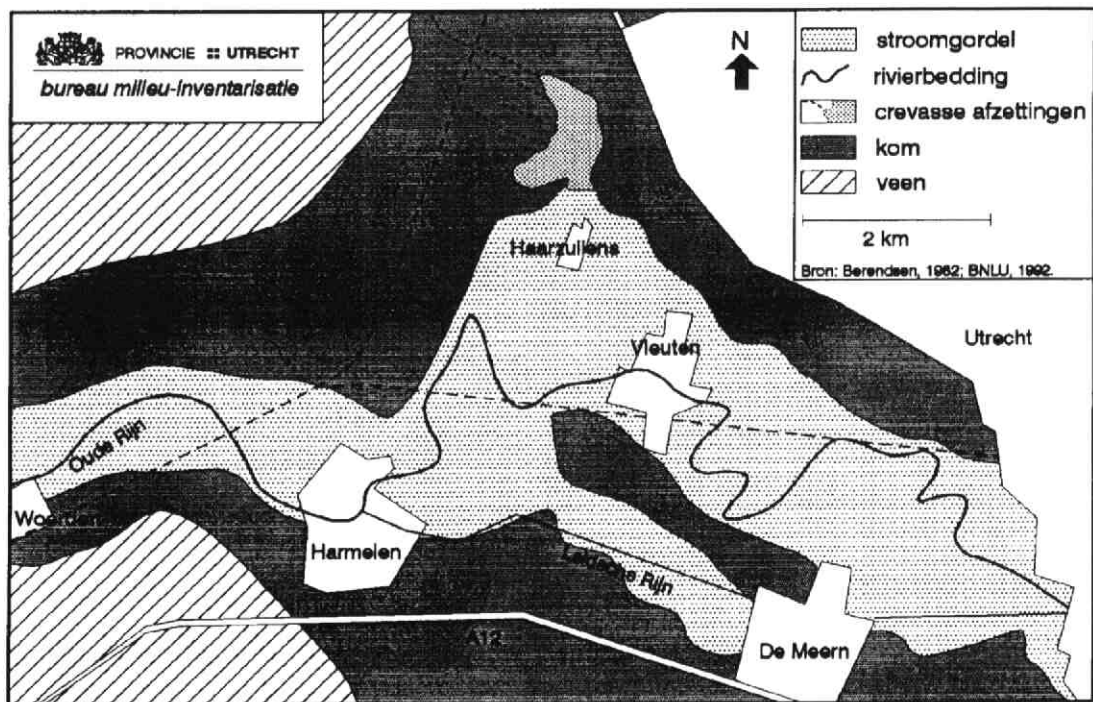 PROVINCIE :: UTRECHT
bureau milieu-inventarisatie
N
stroomgordel
rivierbedding
crevasse afzettingen
kom
veen
2 km
Bron: Berendsen, 1982; BNLU, 1992.
Haarzuilens
Utrecht
Vleuten
Oude Rijn
Woerden
Harmelen
Leidsche Rijn
A12
De Meern